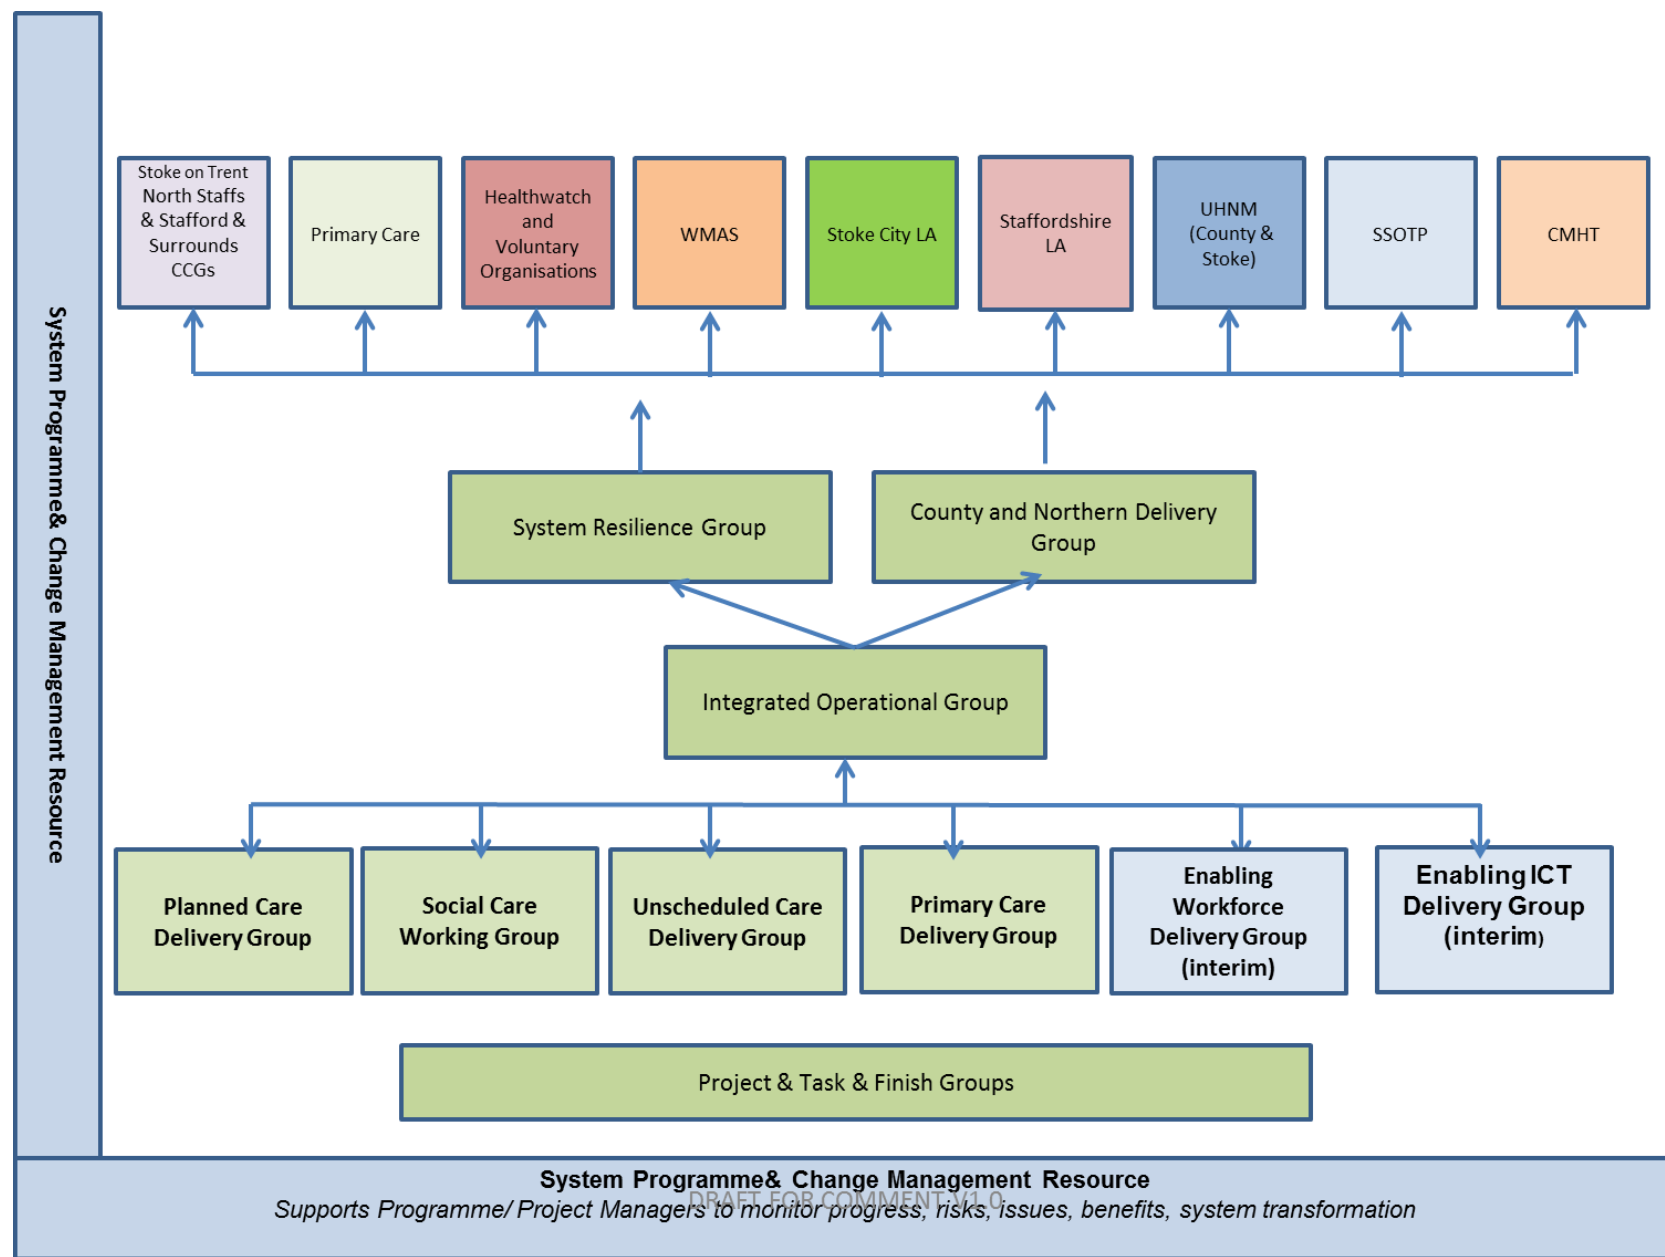 System Programme& Change Management Resource
Stoke on Trent
North Staffs
& Stafford &
Surrounds
CCGs
Primary Care
Healthwatch
and
Voluntary
Organisations
WMAS
Stoke City LA
Staffordshire
LA
UHNM
(County &
Stoke)
SSOTP
CMHT
System Resilience Group
County and Northern Delivery
Group
Integrated Operational Group
Planned Care
Delivery Group
Social Care
Working Group
Unscheduled Care
Delivery Group
Primary Care
Delivery Group
Enabling
Workforce
Delivery Group
(interim)
Enabling ICT
Delivery Group
(interim)
Project & Task & Finish Groups
System Programme& Change Management Resource
DRAFT FOR COMMENT V1.0
Supports Programme/ Project Managers to monitor progress, risks, issues, benefits, system transformation